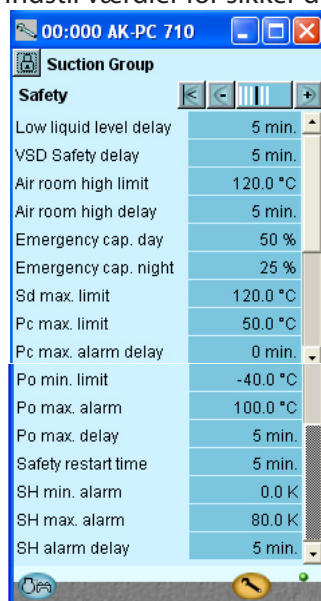 00:000 AK-PC 710
Suction Group
Safety
Low liquid level delay 5 min.
VSD Safety delay 5 min.
Air room high limit 120.0 °C
Air room high delay 5 min.
Emergency cap. day 50 %
Emergency cap. night 25 %
Sd max. limit 120.0 °C
Pc max. limit 50.0 °C
Pc max. alarm delay 0 min.
Po min. limit -40.0 °C
Po max. alarm 100.0 °C
Po max. delay 5 min.
Safety restart time 5 min.
SH min. alarm 0.0 K
SH max. alarm 80.0 K
SH alarm delay 5 min.